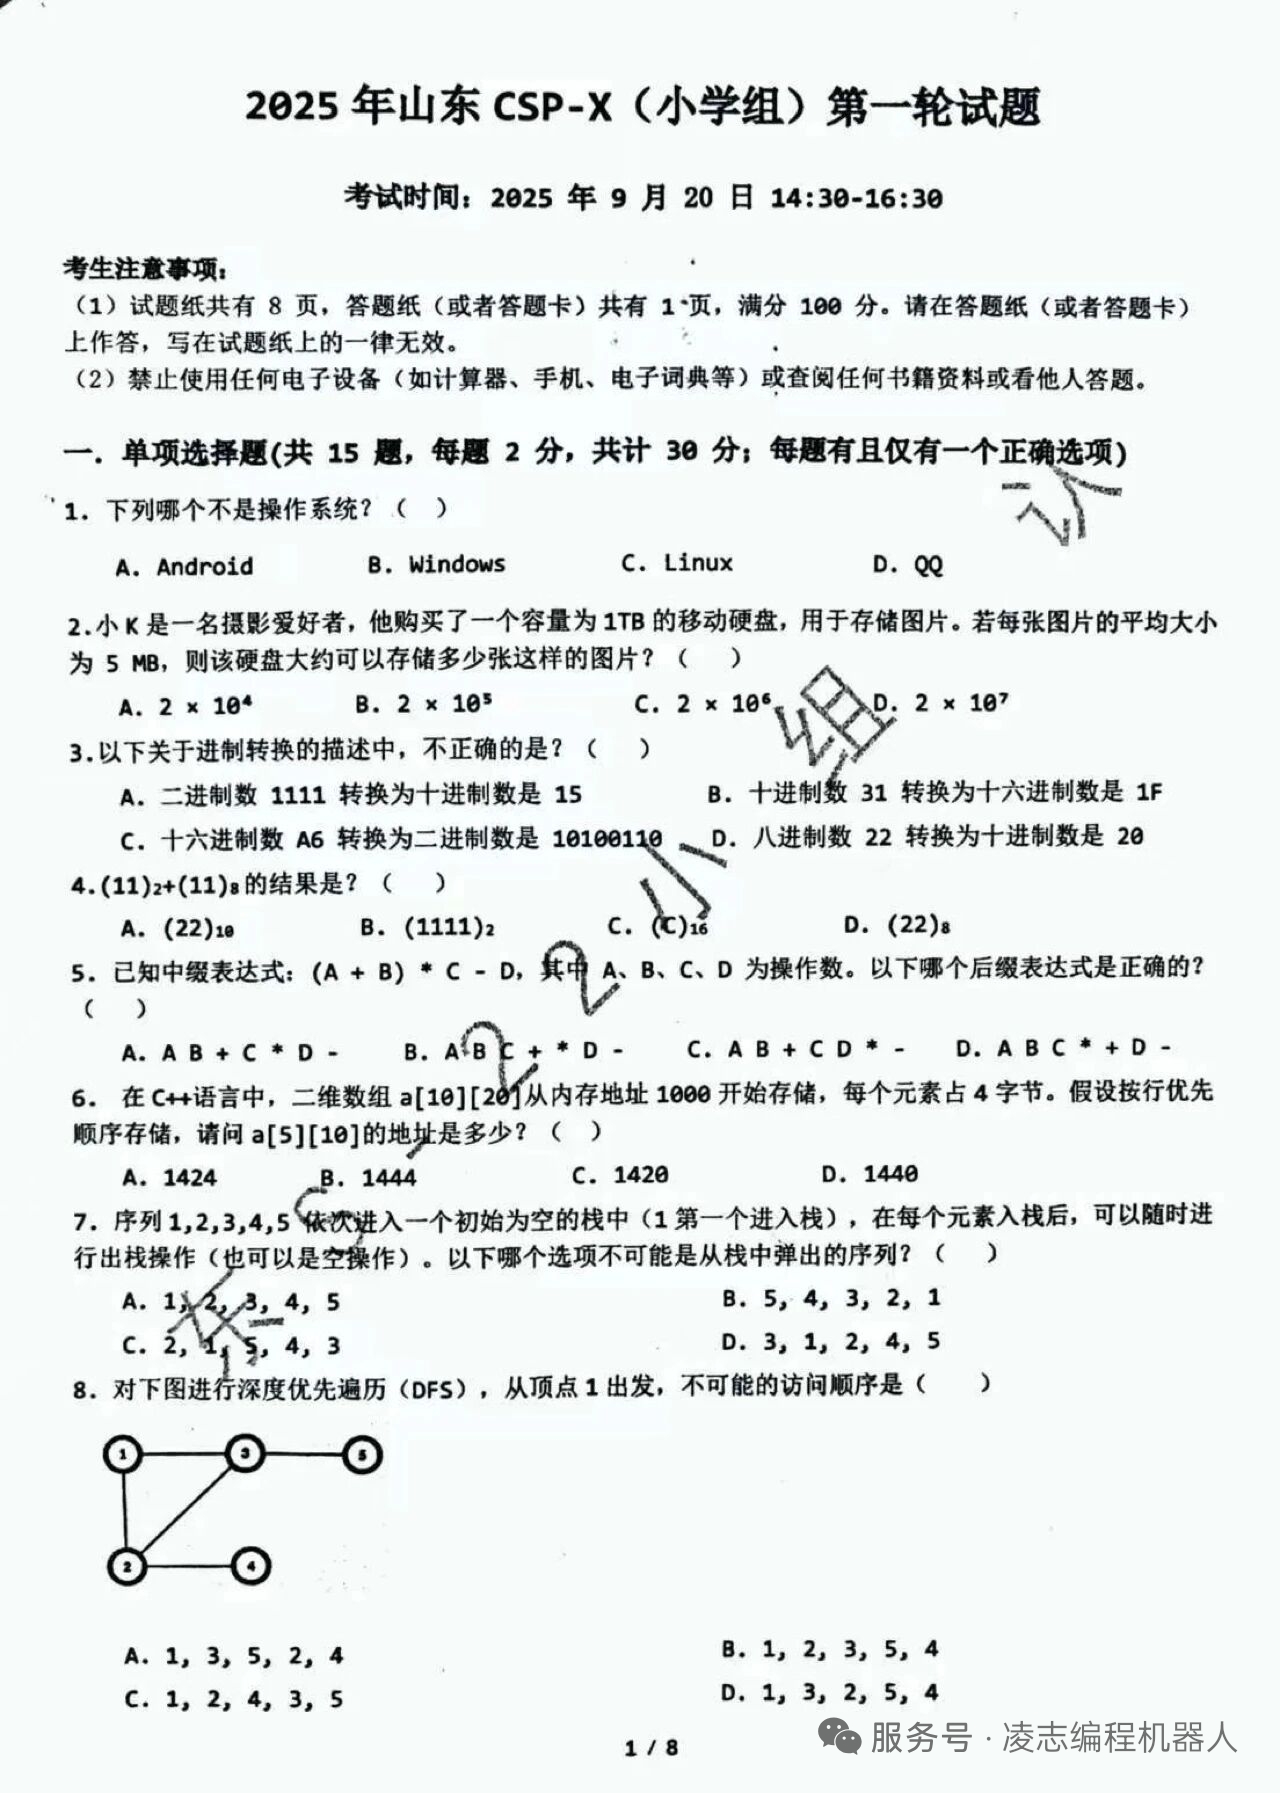 2025 年山东 CSP-X（小学组）第一轮试题
考试时间：2025 年 9 月 20 日 14:30-16:30
考生注意事项：
（1）试题纸共有 8 页，答题纸（或者答题卡）共有 1 页，满分 100 分。请在答题纸（或者答题卡）
上作答，写在试题纸上的一律无效。
（2）禁止使用任何电子设备（如计算器、手机、电子词典等）或查阅任何书籍资料或看他人答题。
一. 单项选择题(共 15 题，每题 2 分，共计 30 分；每题有且仅有一个正确选项)
1. 下列哪个不是操作系统？（ ）
A. Android B. Windows C. Linux D. QQ
2.小 K 是一名摄影爱好者，他购买了一个容量为 1TB 的移动硬盘，用于存储图片。若每张图片的平均大小
为 5 MB，则该硬盘大约可以存储多少张这样的图片？（ ）
A. 2 × 10⁴ B. 2 × 10⁵ C. 2 × 10⁶ D. 2 × 10⁷
3.以下关于进制转换的描述中，不正确的是？（ ）
A. 二进制数 1111 转换为十进制数是 15 B. 十进制数 31 转换为十六进制数是 1F
C. 十六进制数 A6 转换为二进制数是 10100110 D. 八进制数 22 转换为十进制数是 20
4.(11)₂+(11)₈的结果是？（ ）
A. (22)₁₀ B. (1111)₂ C. (C)₁₆ D. (22)₈
5. 已知中缀表达式：(A + B) * C - D，其中 A、B、C、D 为操作数。以下哪个后缀表达式是正确的？
（ ）
A. A B + C * D - B. A B C + * D - C. A B + C D * - D. A B C * + D -
6. 在 C++语言中，二维数组 a[10][20]从内存地址 1000 开始存储，每个元素占 4 字节。假设按行优先
顺序存储，请问 a[5][10]的地址是多少？（ ）
A. 1424 B. 1444 C. 1420 D. 1440
7. 序列 1,2,3,4,5 依次进入一个初始为空的栈中（1 第一个进入栈），在每个元素入栈后，可以随时进
行出栈操作（也可以是空操作）。以下哪个选项不可能是从栈中弹出的序列？（ ）
A. 1, 2, 3, 4, 5 B. 5, 4, 3, 2, 1
C. 2, 1, 5, 4, 3 D. 3, 1, 2, 4, 5
8. 对下图进行深度优先遍历（DFS），从顶点 1 出发，不可能的访问顺序是（ ）
1 3 5
2 4
A. 1, 3, 5, 2, 4 B. 1, 2, 3, 5, 4
C. 1, 2, 4, 3, 5 D. 1, 3, 2, 5, 4
1 / 8
服务号 · 凌志编程机器人